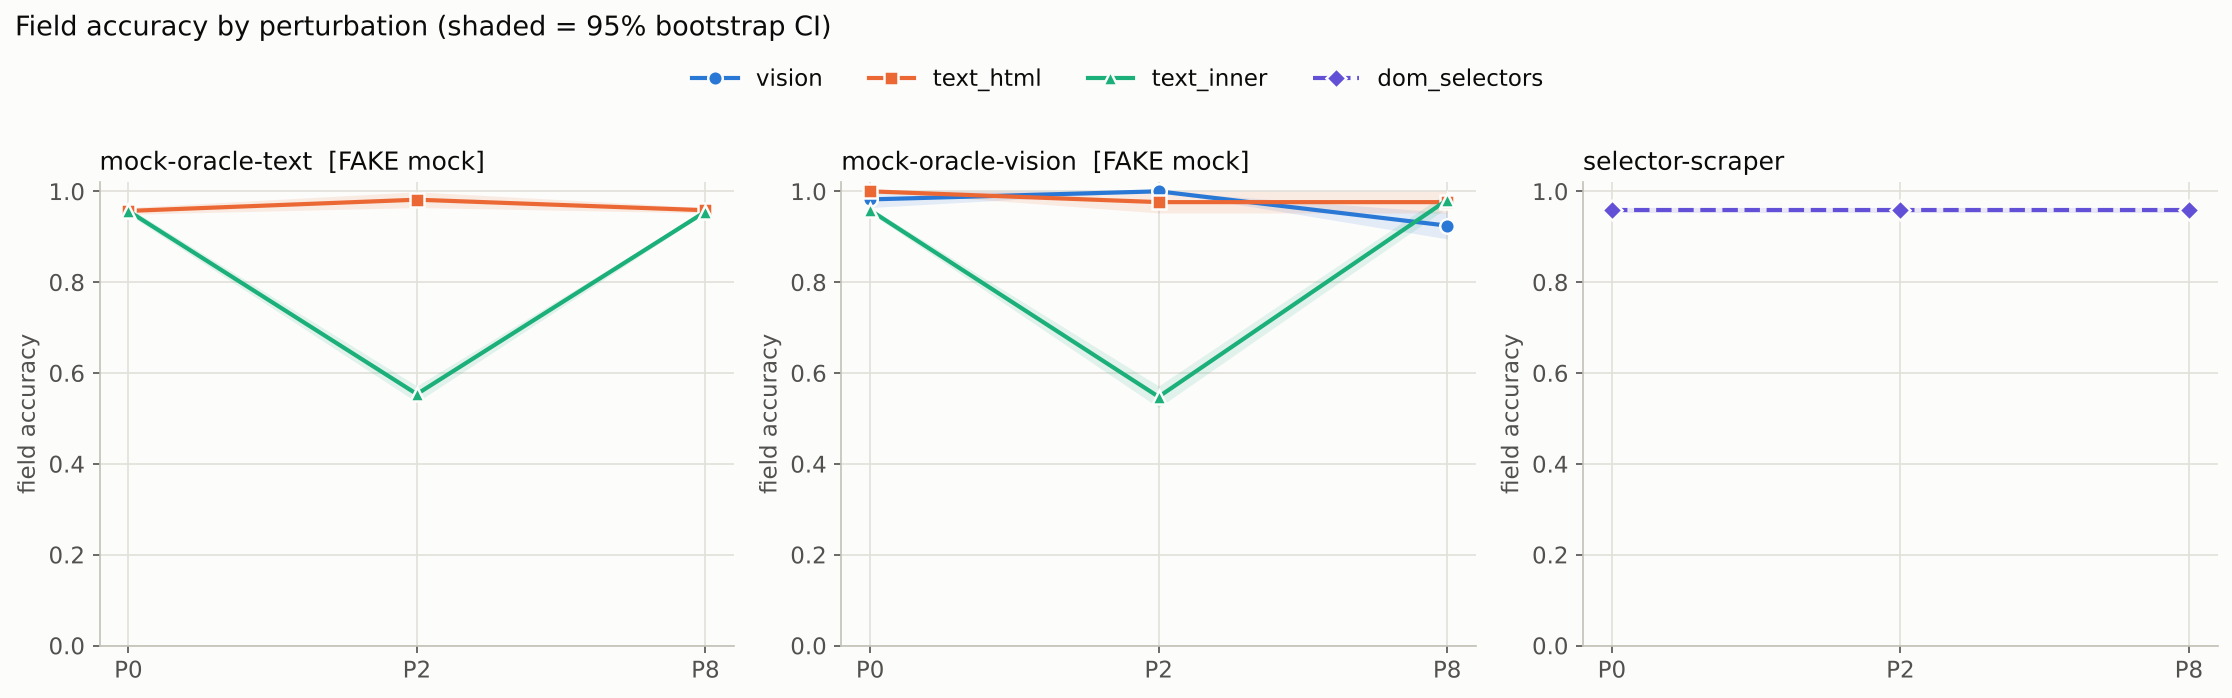 Field accuracy by perturbation (shaded = 95% bootstrap CI)
vision text_html text_inner dom_selectors
mock-oracle-text [FAKE mock]
1.0
0.8
0.6
0.4
0.2
0.0
field accuracy
P0 P2 P8
mock-oracle-vision [FAKE mock]
1.0
0.8
0.6
0.4
0.2
0.0
field accuracy
P0 P2 P8
selector-scraper
1.0
0.8
0.6
0.4
0.2
0.0
field accuracy
P0 P2 P8